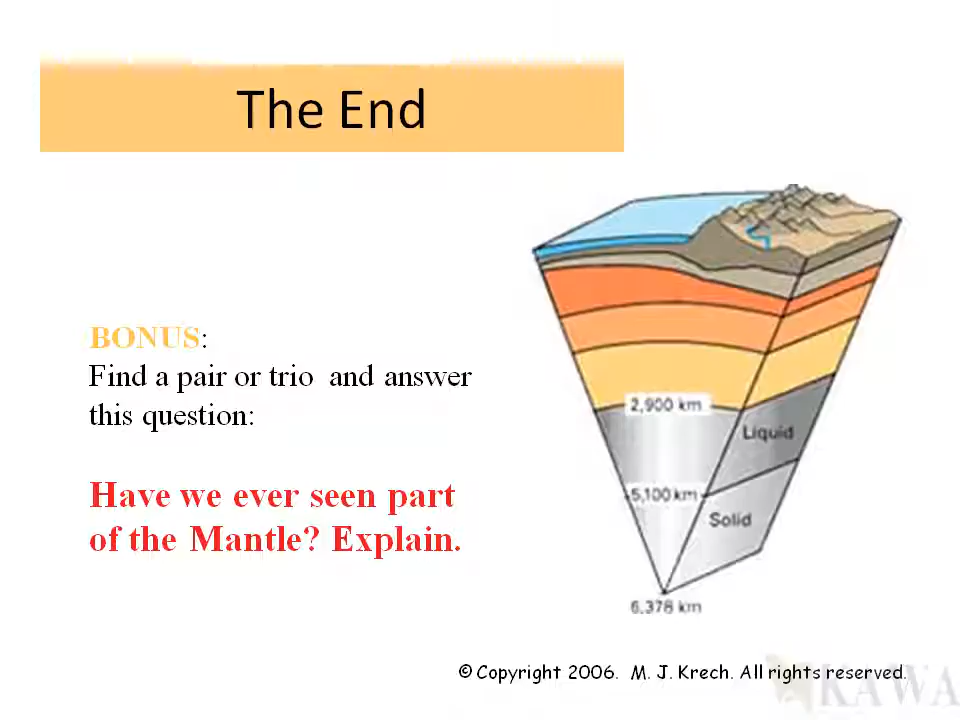 The End
BONUS:
Find a pair or trio and answer
this question:
Have we ever seen part
of the Mantle? Explain.
2,900 km
Liquid
5,100 km
Solid
6,378 km
© Copyright 2006. M. J. Krech. All rights reserved.
KAWA